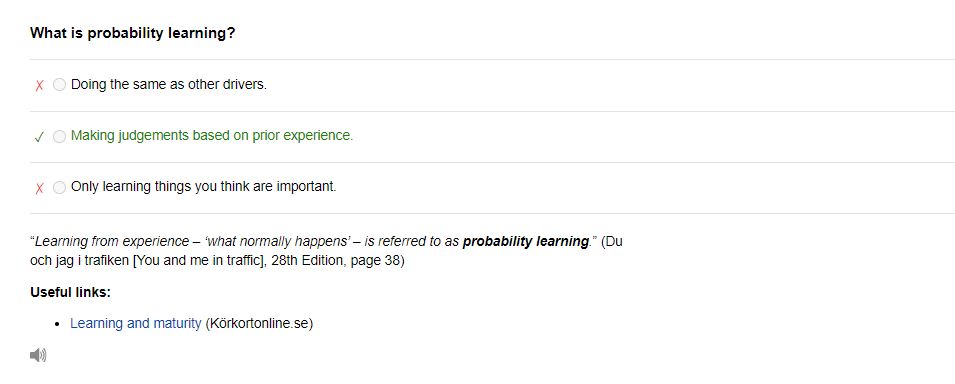 What is probability learning?
X Doing the same as other drivers.
✓ Making judgements based on prior experience.
X Only learning things you think are important.
“Learning from experience – ‘what normally happens’ – is referred to as probability learning.” (Du
och jag i trafiken [You and me in traffic], 28th Edition, page 38)
Useful links:
• Learning and maturity (Körkortonline.se)